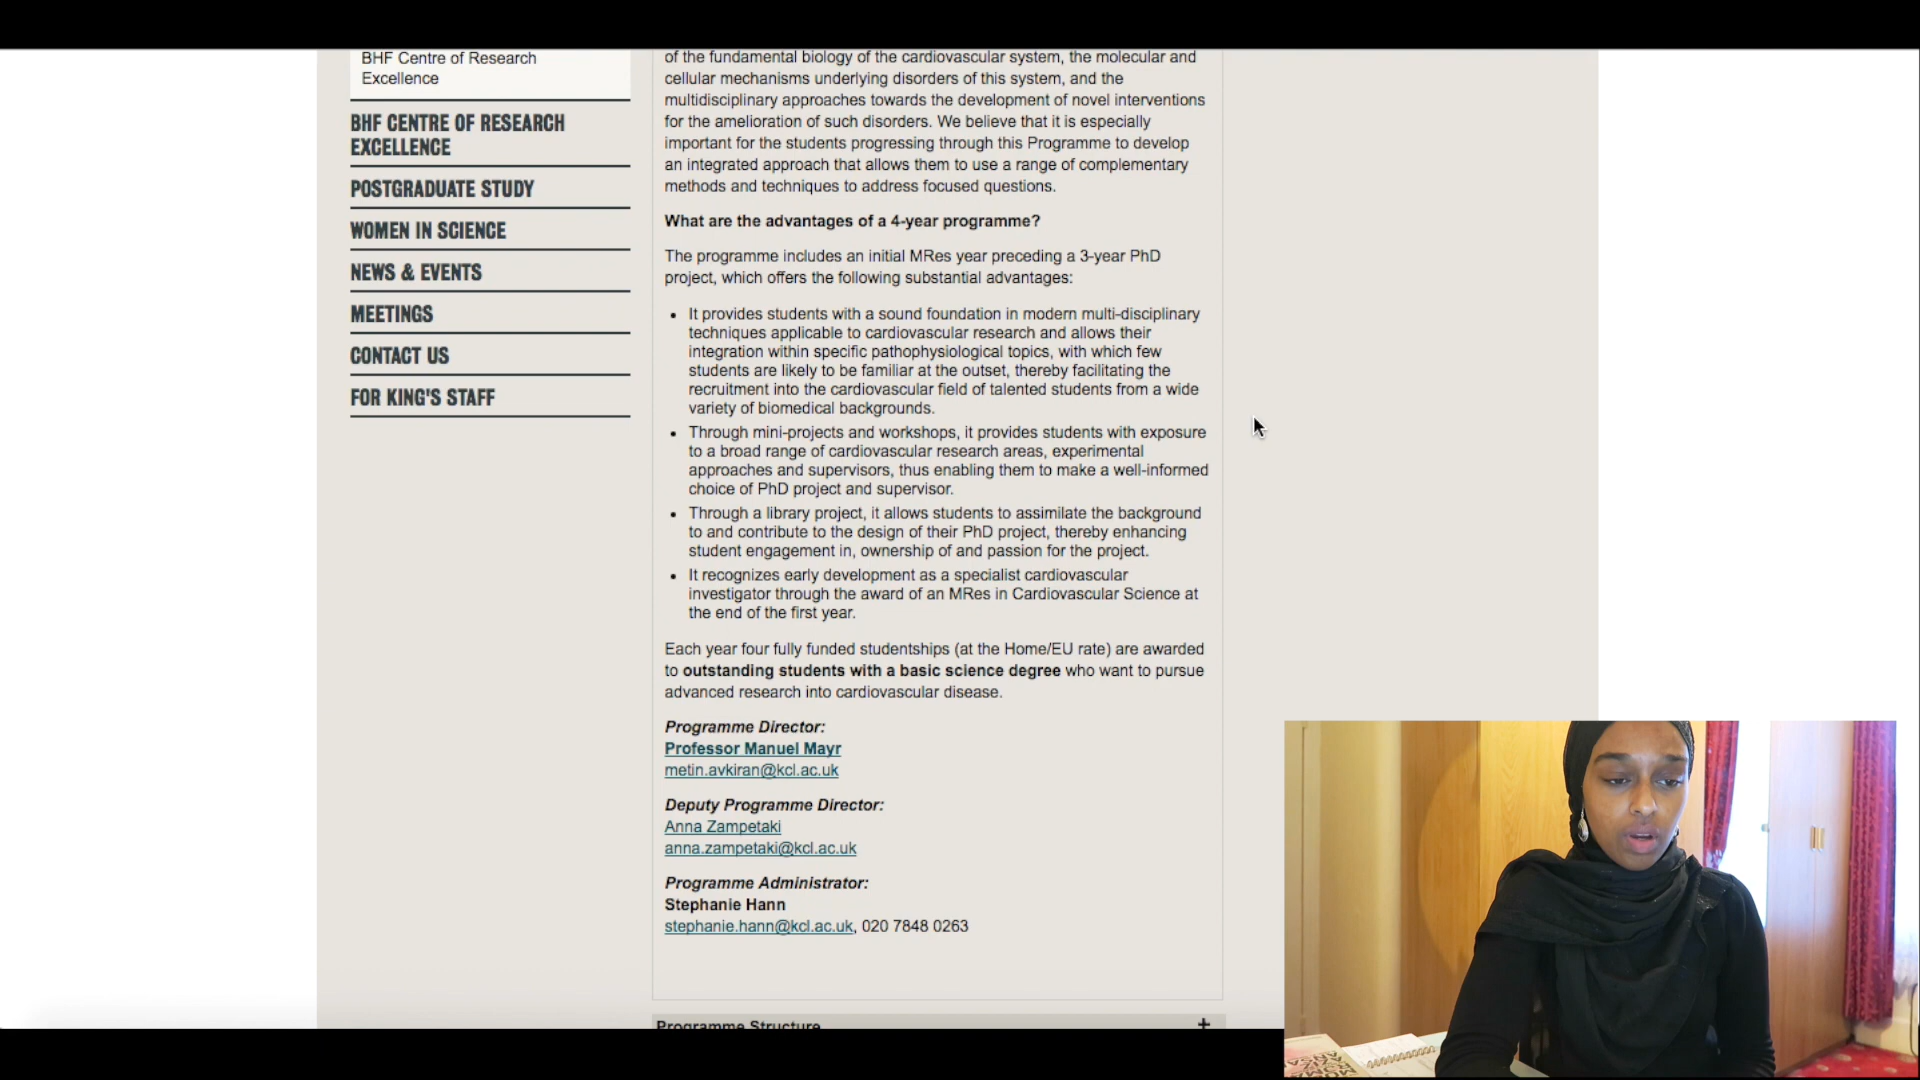 BHF Centre of Research
Excellence
BHF CENTRE OF RESEARCH
EXCELLENCE
POSTGRADUATE STUDY
WOMEN IN SCIENCE
NEWS & EVENTS
MEETINGS
CONTACT US
FOR KING'S STAFF
of the fundamental biology of the cardiovascular system, the molecular and
cellular mechanisms underlying disorders of this system, and the
multidisciplinary approaches towards the development of novel interventions
for the amelioration of such disorders. We believe that it is especially
important for the students progressing through this Programme to develop
an integrated approach that allows them to use a range of complementary
methods and techniques to address focused questions.
What are the advantages of a 4-year programme?
The programme includes an initial MRes year preceding a 3-year PhD
project, which offers the following substantial advantages:
• It provides students with a sound foundation in modern multi-disciplinary
techniques applicable to cardiovascular research and allows their
integration within specific pathophysiological topics, with which few
students are likely to be familiar at the outset, thereby facilitating the
recruitment into the cardiovascular field of talented students from a wide
variety of biomedical backgrounds.
• Through mini-projects and workshops, it provides students with exposure
to a broad range of cardiovascular research areas, experimental
approaches and supervisors, thus enabling them to make a well-informed
choice of PhD project and supervisor.
• Through a library project, it allows students to assimilate the background
to and contribute to the design of their PhD project, thereby enhancing
student engagement in, ownership of and passion for the project.
• It recognizes early development as a specialist cardiovascular
investigator through the award of an MRes in Cardiovascular Science at
the end of the first year.
Each year four fully funded studentships (at the Home/EU rate) are awarded
to outstanding students with a basic science degree who want to pursue
advanced research into cardiovascular disease.
Programme Director:
Professor Manuel Mayr
metin.avkiran@kcl.ac.uk
Deputy Programme Director:
Anna Zampetaki
anna.zampetaki@kcl.ac.uk
Programme Administrator:
Stephanie Hann
stephanie.hann@kcl.ac.uk, 020 7848 0263
Programme Structure +